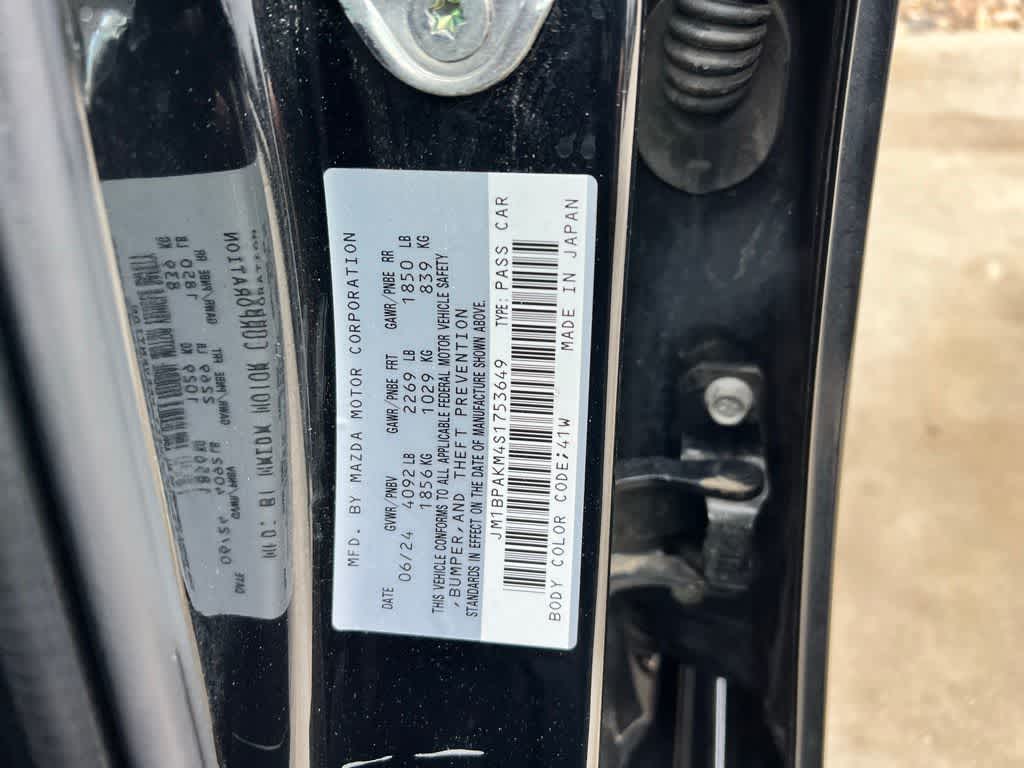 MFD. BY MAZDA MOTOR CORPORATION
DATE GVWR/PNBV GAWR/PNBE FRT GAWR/PNBE RR
06/24 4092 LB 2269 LB 1850 LB
1856 KG 1029 KG 839 KG
THIS VEHICLE CONFORMS TO ALL APPLICABLE FEDERAL MOTOR VEHICLE SAFETY
,BUMPER,AND THEFT PREVENTION
STANDARDS IN EFFECT ON THE DATE OF MANUFACTURE SHOWN ABOVE.
JM1BPAKM4S1753649 TYPE: PASS CAR
BODY COLOR CODE;41W MADE IN JAPAN